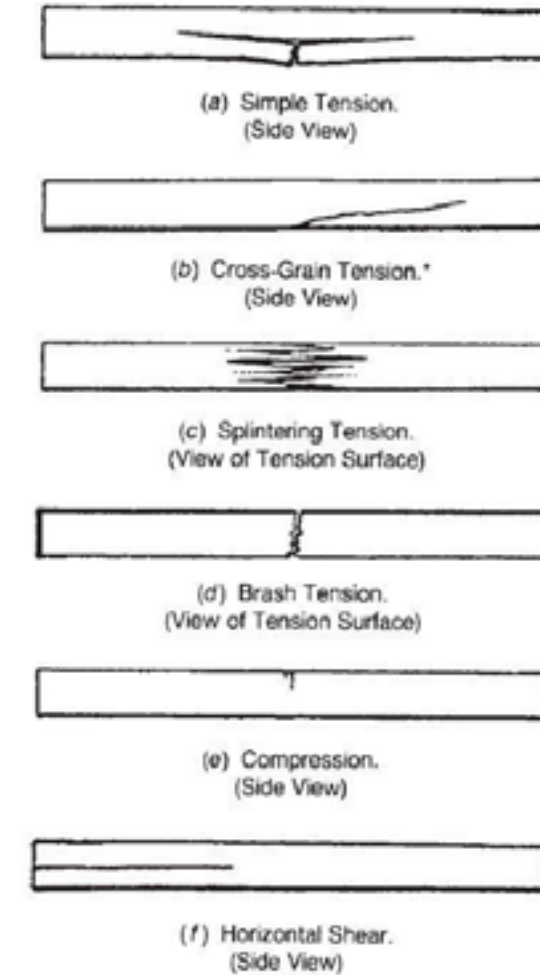 (a) Simple Tension.
(Side View)
(b) Cross-Grain Tension.*
(Side View)
(c) Splintering Tension.
(View of Tension Surface)
(d) Brash Tension.
(View of Tension Surface)
(e) Compression.
(Side View)
(f) Horizontal Shear.
(Side View)